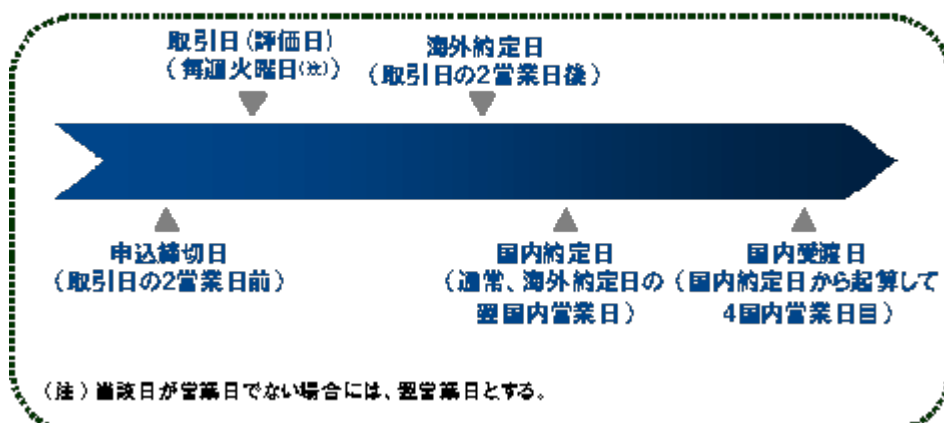 取引日(評価日)
(毎週火曜日(注))
海外約定日
(取引日の2営業日後)
申込締切日
(取引日の2営業日前)
国内約定日
(通常、海外約定日の
翌国内営業日)
国内受渡日
(国内約定日から起算して
4国内営業日目)
(注)当該日が営業日でない場合には、翌営業日とする。